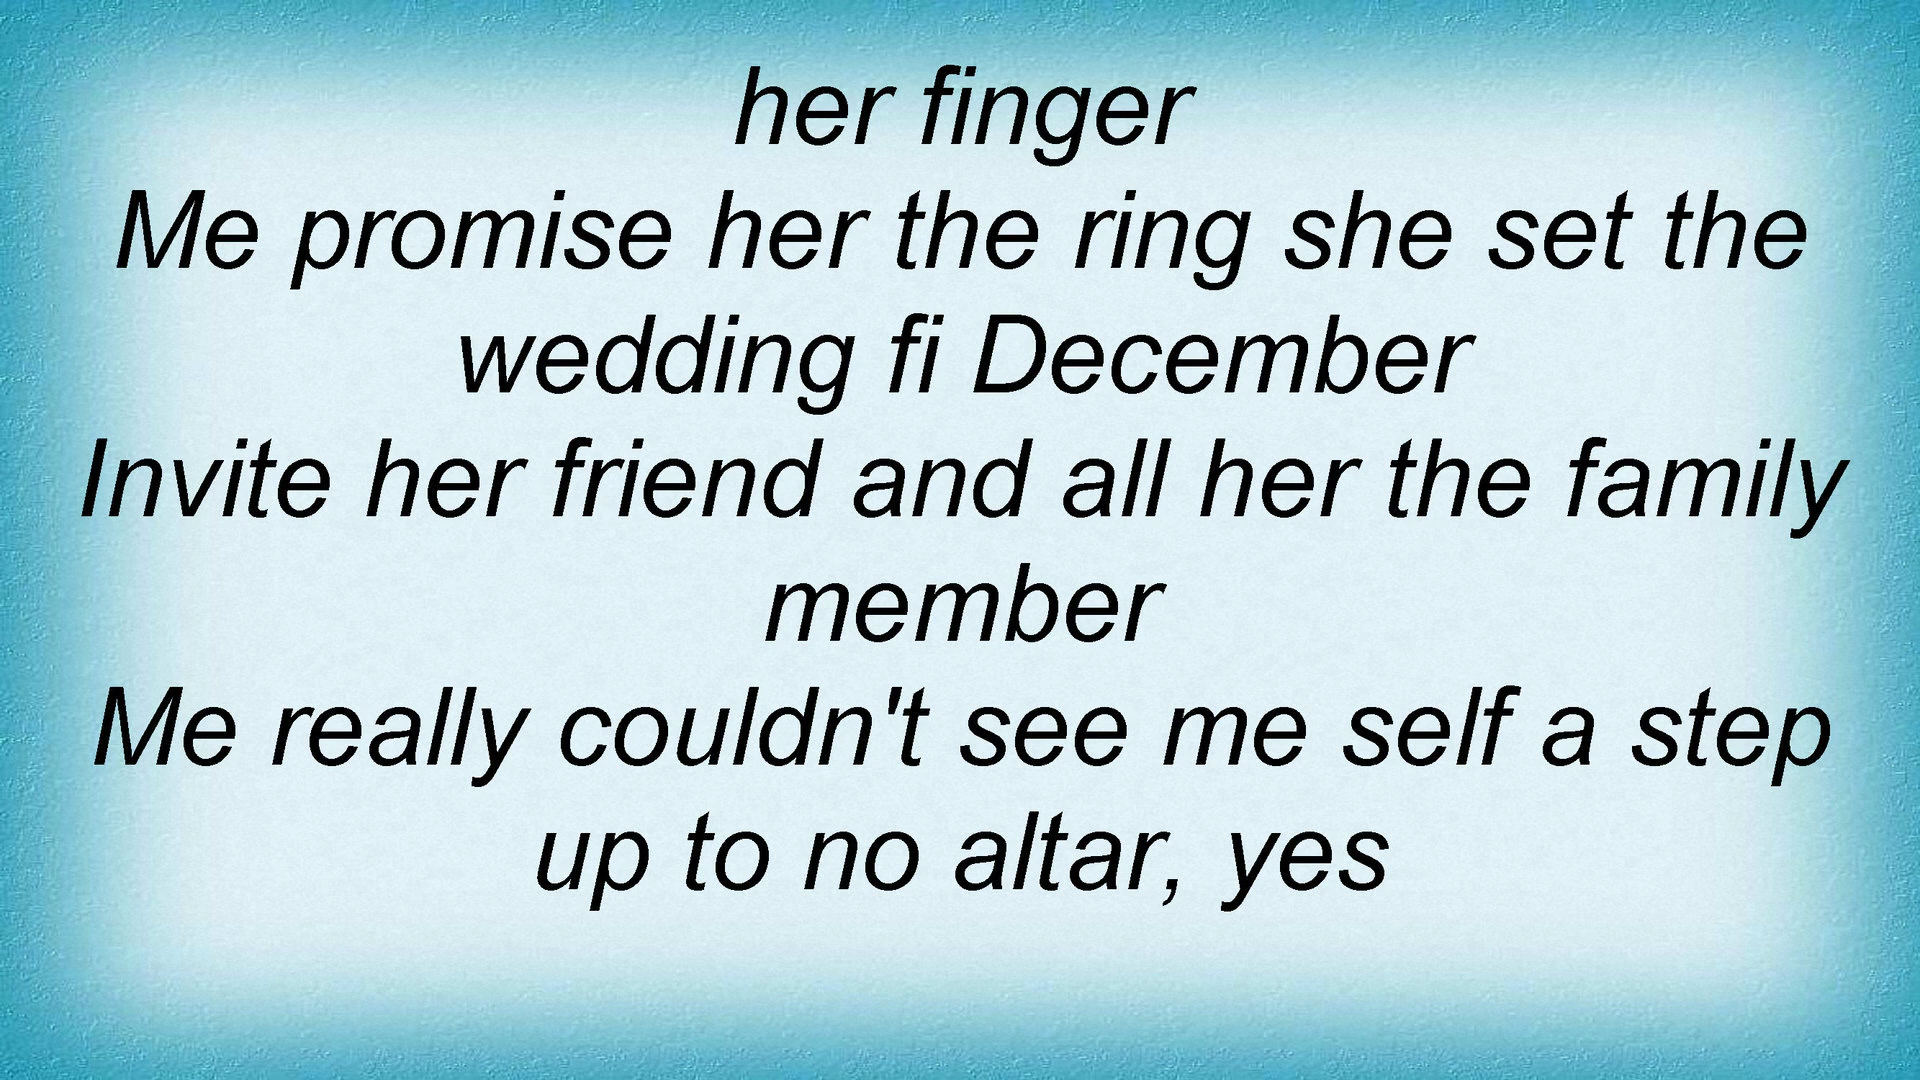 her finger
Me promise her the ring she set the
wedding fi December
Invite her friend and all her the family
member
Me really couldn't see me self a step
up to no altar, yes